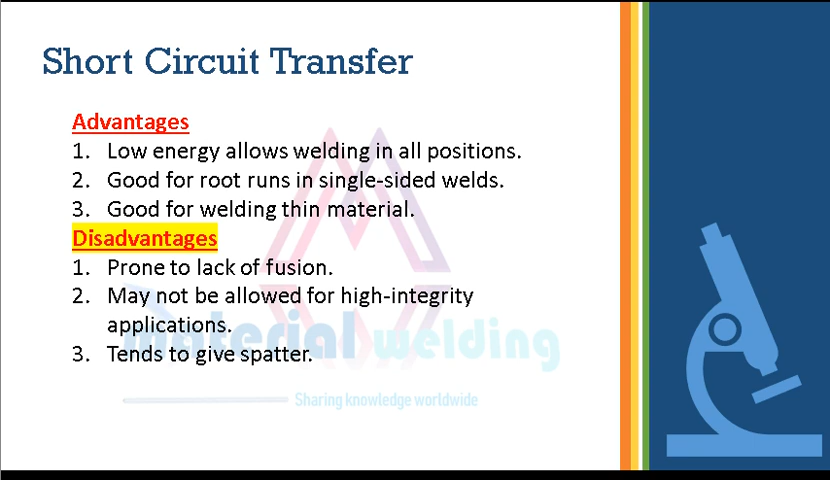 Short Circuit Transfer
Advantages
1. Low energy allows welding in all positions.
2. Good for root runs in single-sided welds.
3. Good for welding thin material.
Disadvantages
1. Prone to lack of fusion.
2. May not be allowed for high-integrity
applications.
3. Tends to give spatter.
material welding
Sharing knowledge worldwide